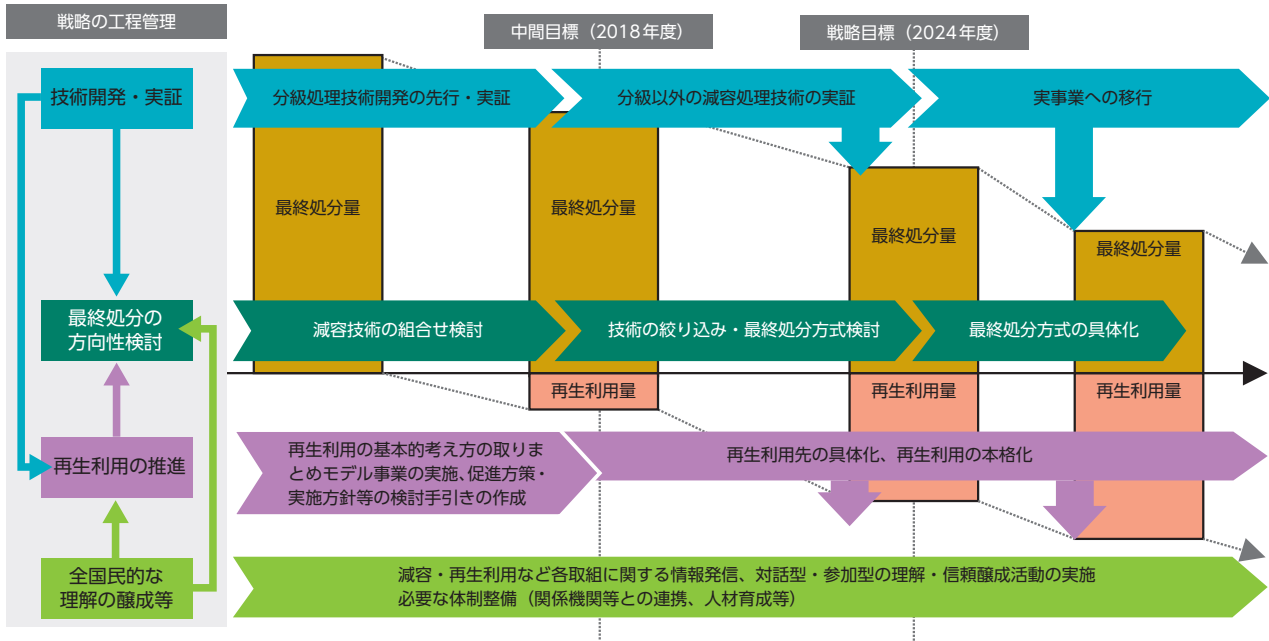 戦略の工程管理
中間目標（2018年度）
戦略目標（2024年度）
技術開発・実証
分級処理技術開発の先行・実証
分級以外の減容処理技術の実証
実事業への移行
最終処分量
最終処分量
最終処分量
最終処分量
最終処分の
方向性検討
減容技術の組合せ検討
技術の絞り込み・最終処分方式検討
最終処分方式の具体化
再生利用量
再生利用量
再生利用量
再生利用の推進
再生利用の基本的考え方の取りま
とめモデル事業の実施、促進方策・
実施方針等の検討手引きの作成
再生利用先の具体化、再生利用の本格化
全国民的な
理解の醸成等
減容・再生利用など各取組に関する情報発信、対話型・参加型の理解・信頼醸成活動の実施
必要な体制整備（関係機関等との連携、人材育成等）